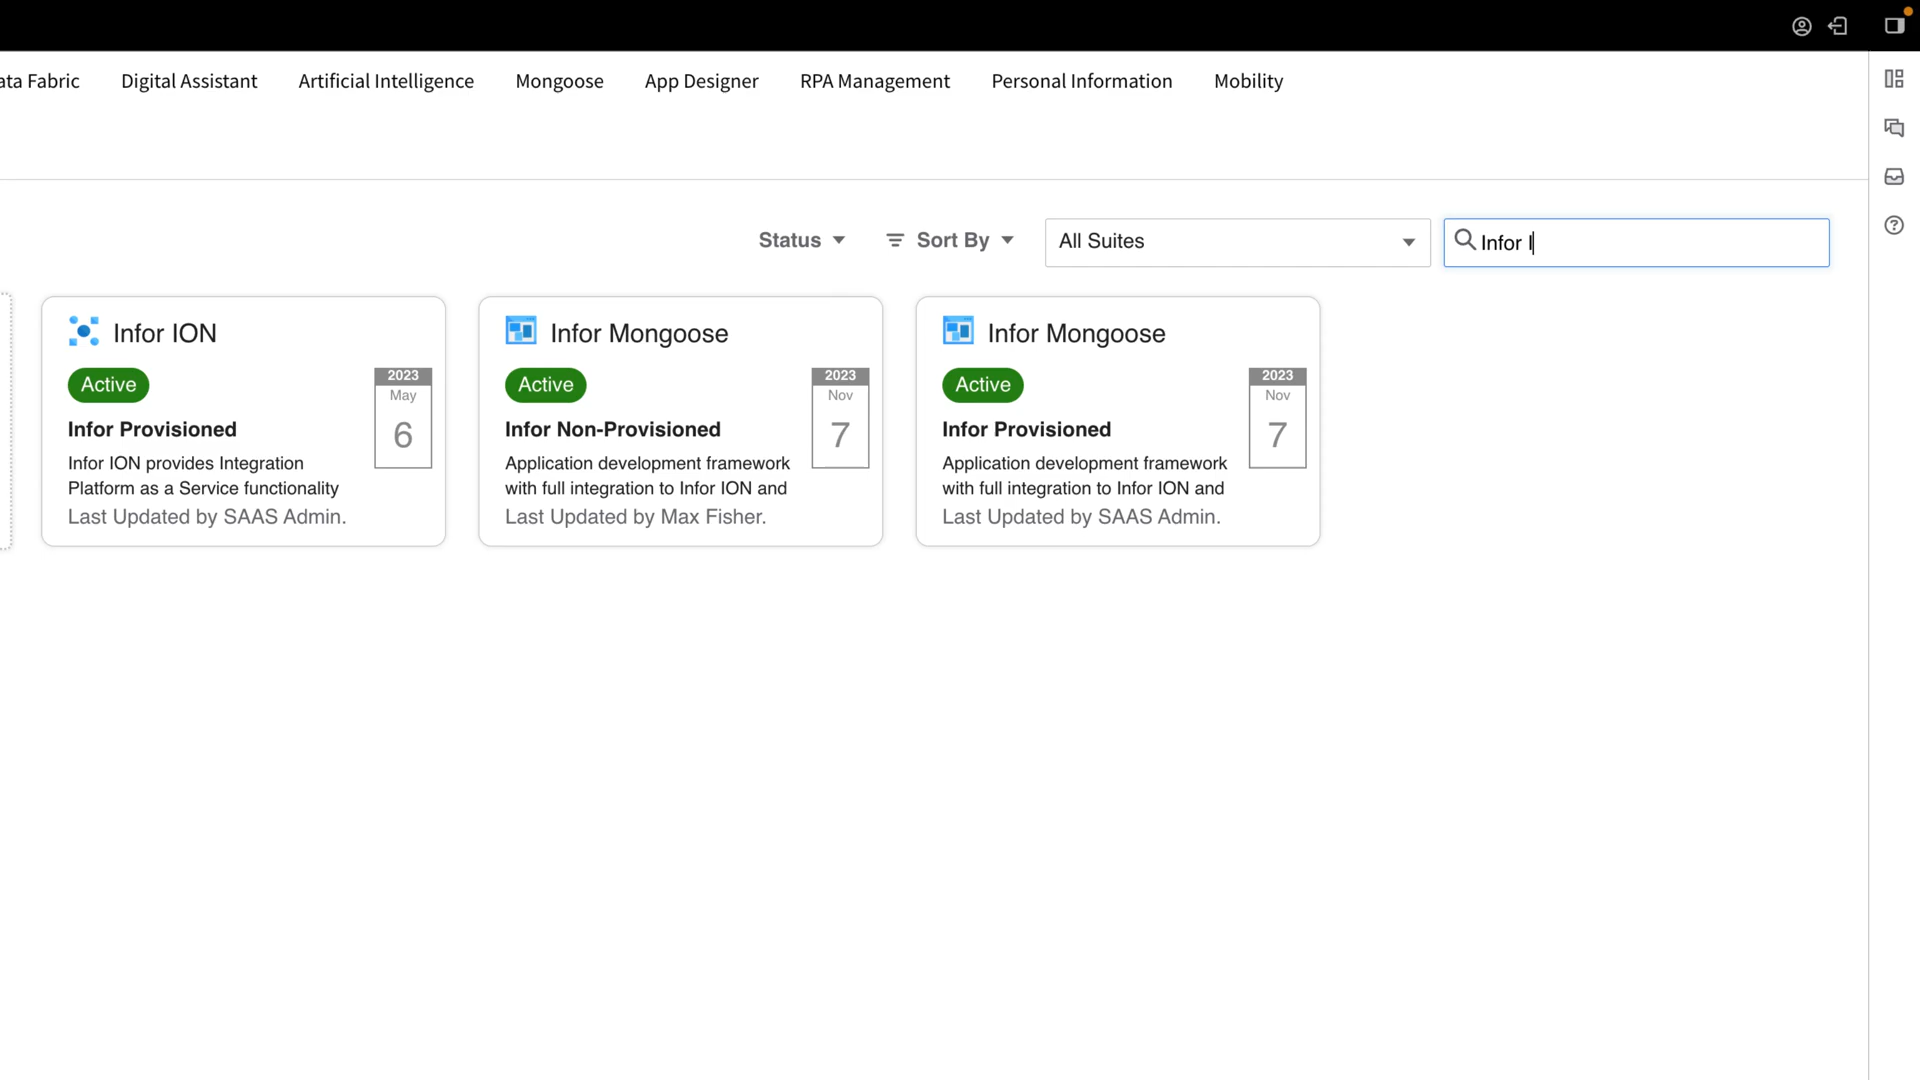 ata Fabric Digital Assistant Artificial Intelligence Mongoose App Designer RPA Management Personal Information Mobility
Status Sort By All Suites Infor I
Infor ION
Active
2023
May
6
Infor Provisioned
Infor ION provides Integration
Platform as a Service functionality
Last Updated by SAAS Admin.
Infor Mongoose
Active
2023
Nov
7
Infor Non-Provisioned
Application development framework
with full integration to Infor ION and
Last Updated by Max Fisher.
Infor Mongoose
Active
2023
Nov
7
Infor Provisioned
Application development framework
with full integration to Infor ION and
Last Updated by SAAS Admin.